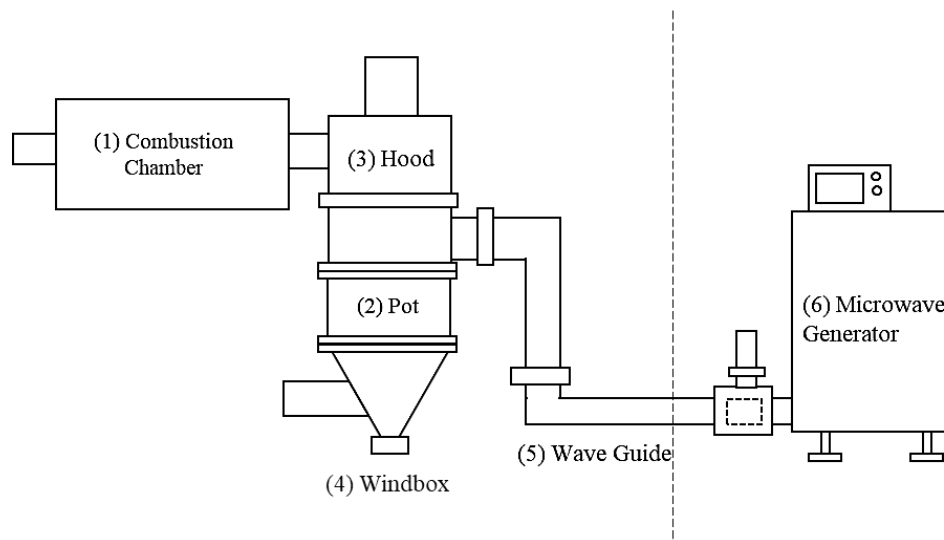 (1) Combustion
Chamber
(3) Hood
(2) Pot
(6) Microwave
Generator
(5) Wave Guide
(4) Windbox